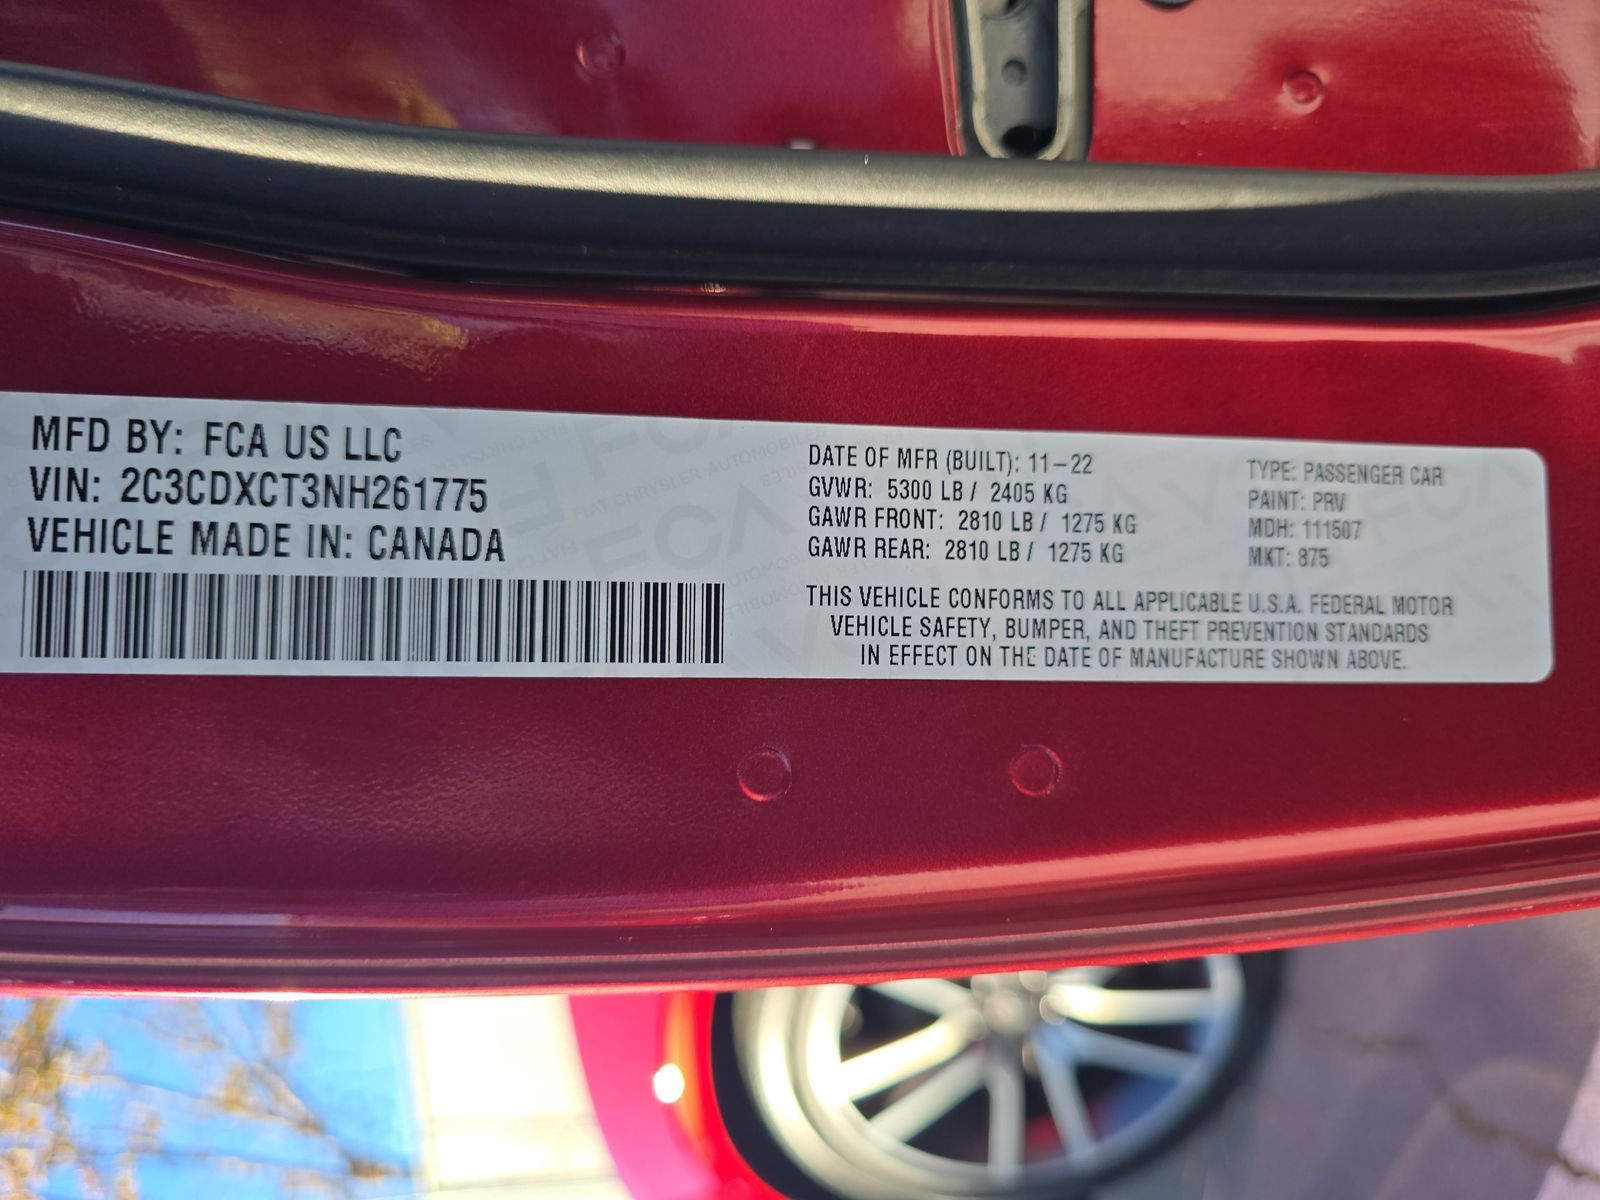 MFD BY: FCA US LLC
VIN: 2C3CDXCT3NH261775
VEHICLE MADE IN: CANADA
DATE OF MFR (BUILT): 11-22
GVWR: 5300 LB / 2405 KG
GAWR FRONT: 2810 LB / 1275 KG
GAWR REAR: 2810 LB / 1275 KG
TYPE: PASSENGER CAR
PAINT: PRV
MDH: 111507
MKT: 875
THIS VEHICLE CONFORMS TO ALL APPLICABLE U.S.A. FEDERAL MOTOR
VEHICLE SAFETY, BUMPER, AND THEFT PREVENTION STANDARDS
IN EFFECT ON THE DATE OF MANUFACTURE SHOWN ABOVE.